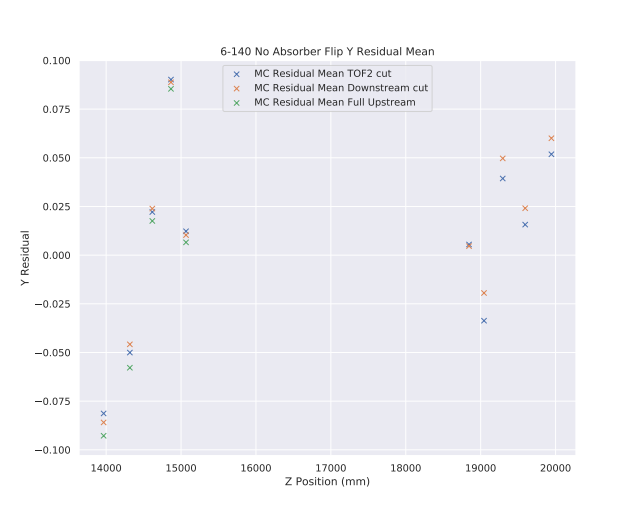 6-140 No Absorber Flip Y Residual Mean
MC Residual Mean TOF2 cut
MC Residual Mean Downstream cut
MC Residual Mean Full Upstream
0.100
0.075
0.050
0.025
0.000
−0.025
−0.050
−0.075
−0.100
Y Residual
14000 15000 16000 17000 18000 19000 20000
Z Position (mm)